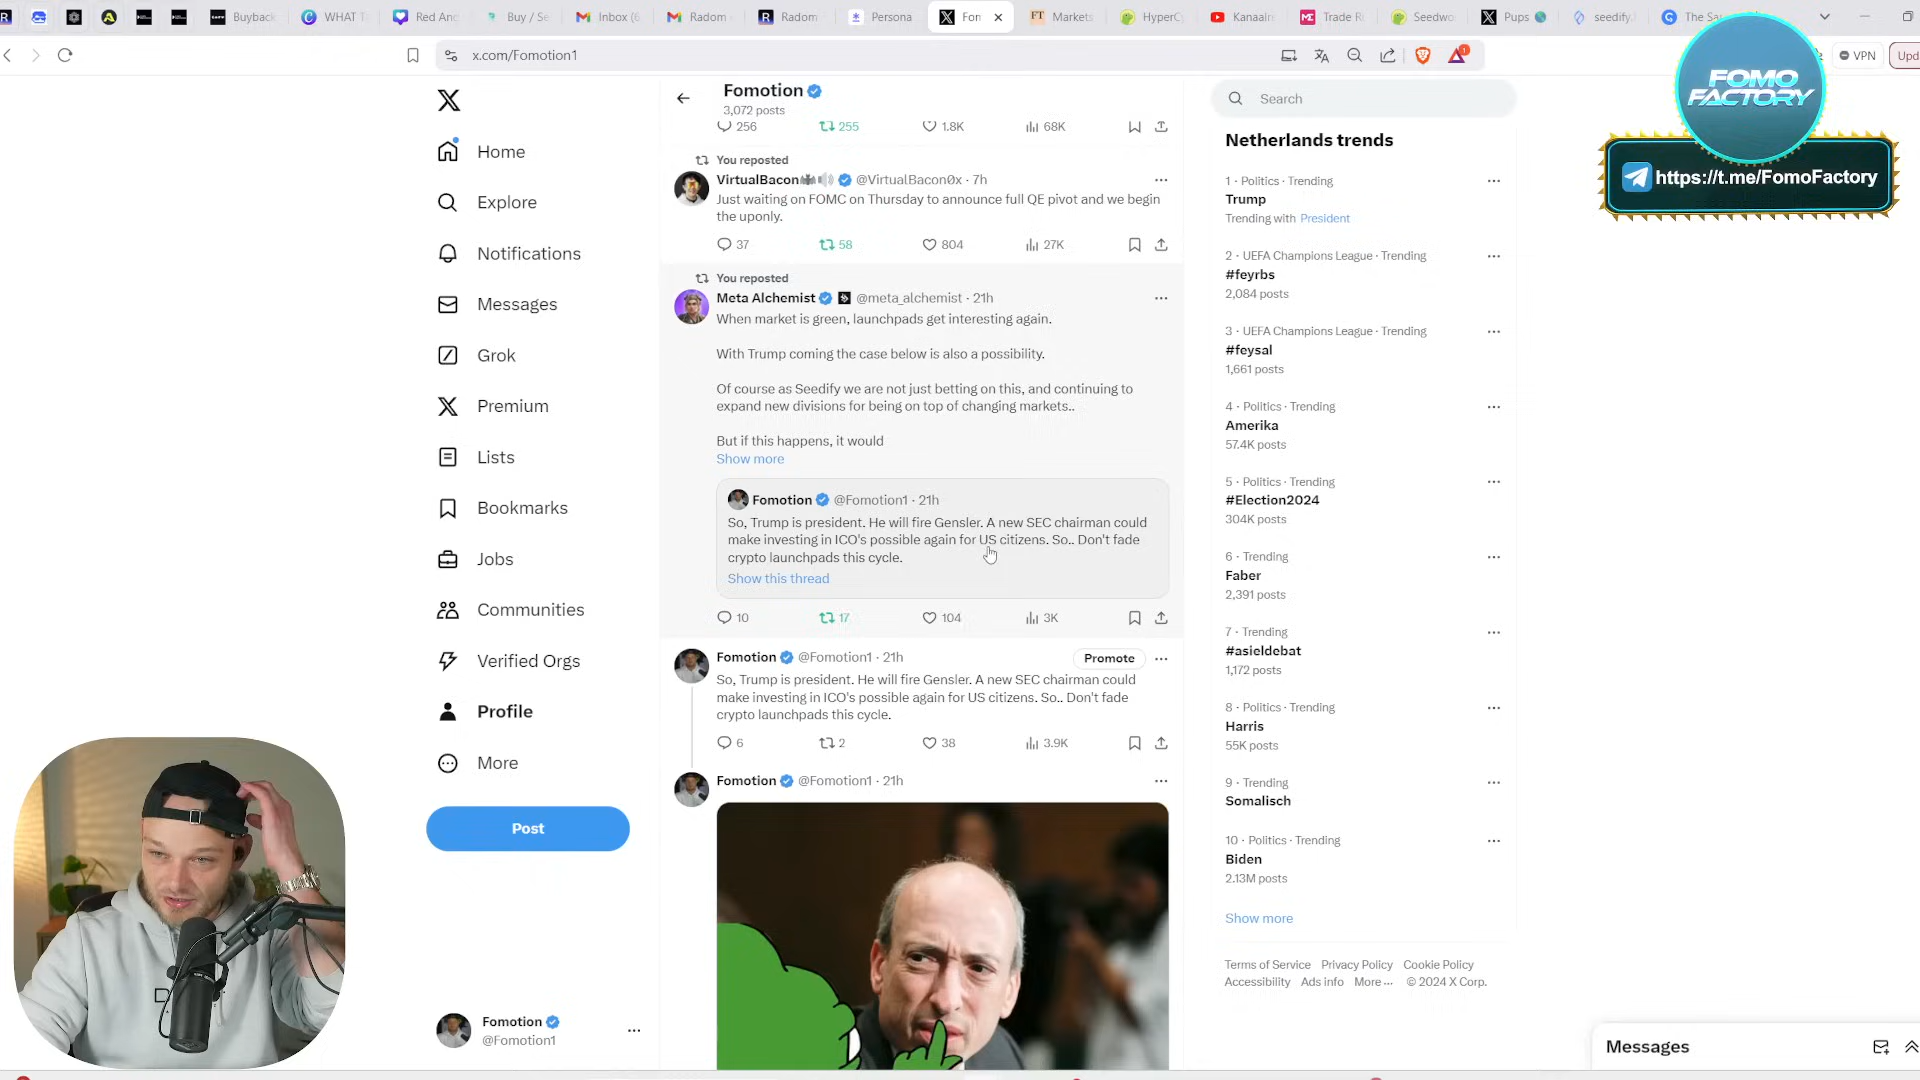 Buyback
WHAT T
Red And
Buy / Se
Inbox (6
Radom
Radom
Persona
Fom
Markets
HyperCy
Kanaalre
Trade Ru
Seedwo
Pups
seedify.
The Sa
x.com/Fomotion1
VPN
Upd
FOMO
FACTORY
https://t.me/FomoFactory
Home
Explore
Notifications
Messages
Grok
Premium
Lists
Bookmarks
Jobs
Communities
Verified Orgs
Profile
More
Post
Fomotion
@Fomotion1
Fomotion
3,072 posts
256
255
1.8K
68K
You reposted
VirtualBacon @VirtualBacon0x · 7h
Just waiting on FOMC on Thursday to announce full QE pivot and we begin
the uponly.
37
58
804
27K
You reposted
Meta Alchemist @meta_alchemist · 21h
When market is green, launchpads get interesting again.
With Trump coming the case below is also a possibility.
Of course as Seedify we are not just betting on this, and continuing to
expand new divisions for being on top of changing markets..
But if this happens, it would
Show more
Fomotion @Fomotion1 · 21h
So, Trump is president. He will fire Gensler. A new SEC chairman could
make investing in ICO's possible again for US citizens. So.. Don't fade
crypto launchpads this cycle.
Show this thread
10
17
104
3K
Fomotion @Fomotion1 · 21h
Promote
So, Trump is president. He will fire Gensler. A new SEC chairman could
make investing in ICO's possible again for US citizens. So.. Don't fade
crypto launchpads this cycle.
6
2
38
3.9K
Fomotion @Fomotion1 · 21h
Search
Netherlands trends
1 · Politics · Trending
Trump
Trending with President
2 · UEFA Champions League · Trending
#feyrbs
2,084 posts
3 · UEFA Champions League · Trending
#feysal
1,661 posts
4 · Politics · Trending
Amerika
57.4K posts
5 · Politics · Trending
#Election2024
304K posts
6 · Trending
Faber
2,391 posts
7 · Trending
#asieldebat
1,172 posts
8 · Politics · Trending
Harris
55K posts
9 · Trending
Somalisch
10 · Politics · Trending
Biden
2.13M posts
Show more
Terms of Service Privacy Policy Cookie Policy
Accessibility Ads info More ... © 2024 X Corp.
Messages